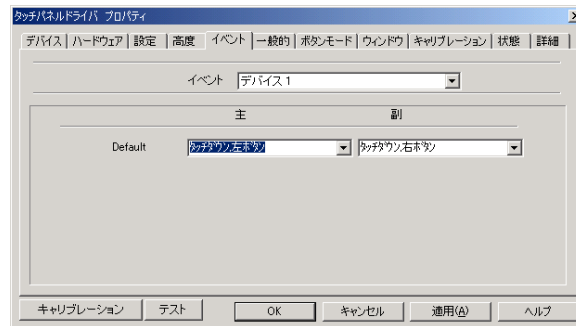 タッチパネルドライバ プロパティ
デバイス ハードウェア 設定 高度 イベント 一般的 ボタンモード ウィンドウ キャリブレーション 状態 詳細
イベント デバイス 1
主 副
Default ﾀｯﾁﾀﾞｳﾝ,左ﾎﾞﾀﾝ ﾀｯﾁﾀﾞｳﾝ,右ﾎﾞﾀﾝ
キャリブレーション テスト OK キャンセル 適用(A) ヘルプ